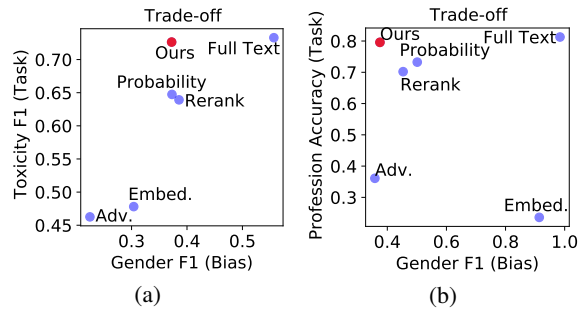 Trade-off
Toxicity F1 (Task)
0.70
0.65
0.60
0.55
0.50
0.45
Ours
Full Text
Probability
Rerank
Embed.
Adv.
0.3
0.4
0.5
Gender F1 (Bias)
(a)
Trade-off
Profession Accuracy (Task)
0.8
0.7
0.6
0.5
0.4
0.3
Ours
Full Text
Probability
Rerank
Adv.
Embed.
0.4
0.6
0.8
1.0
Gender F1 (Bias)
(b)